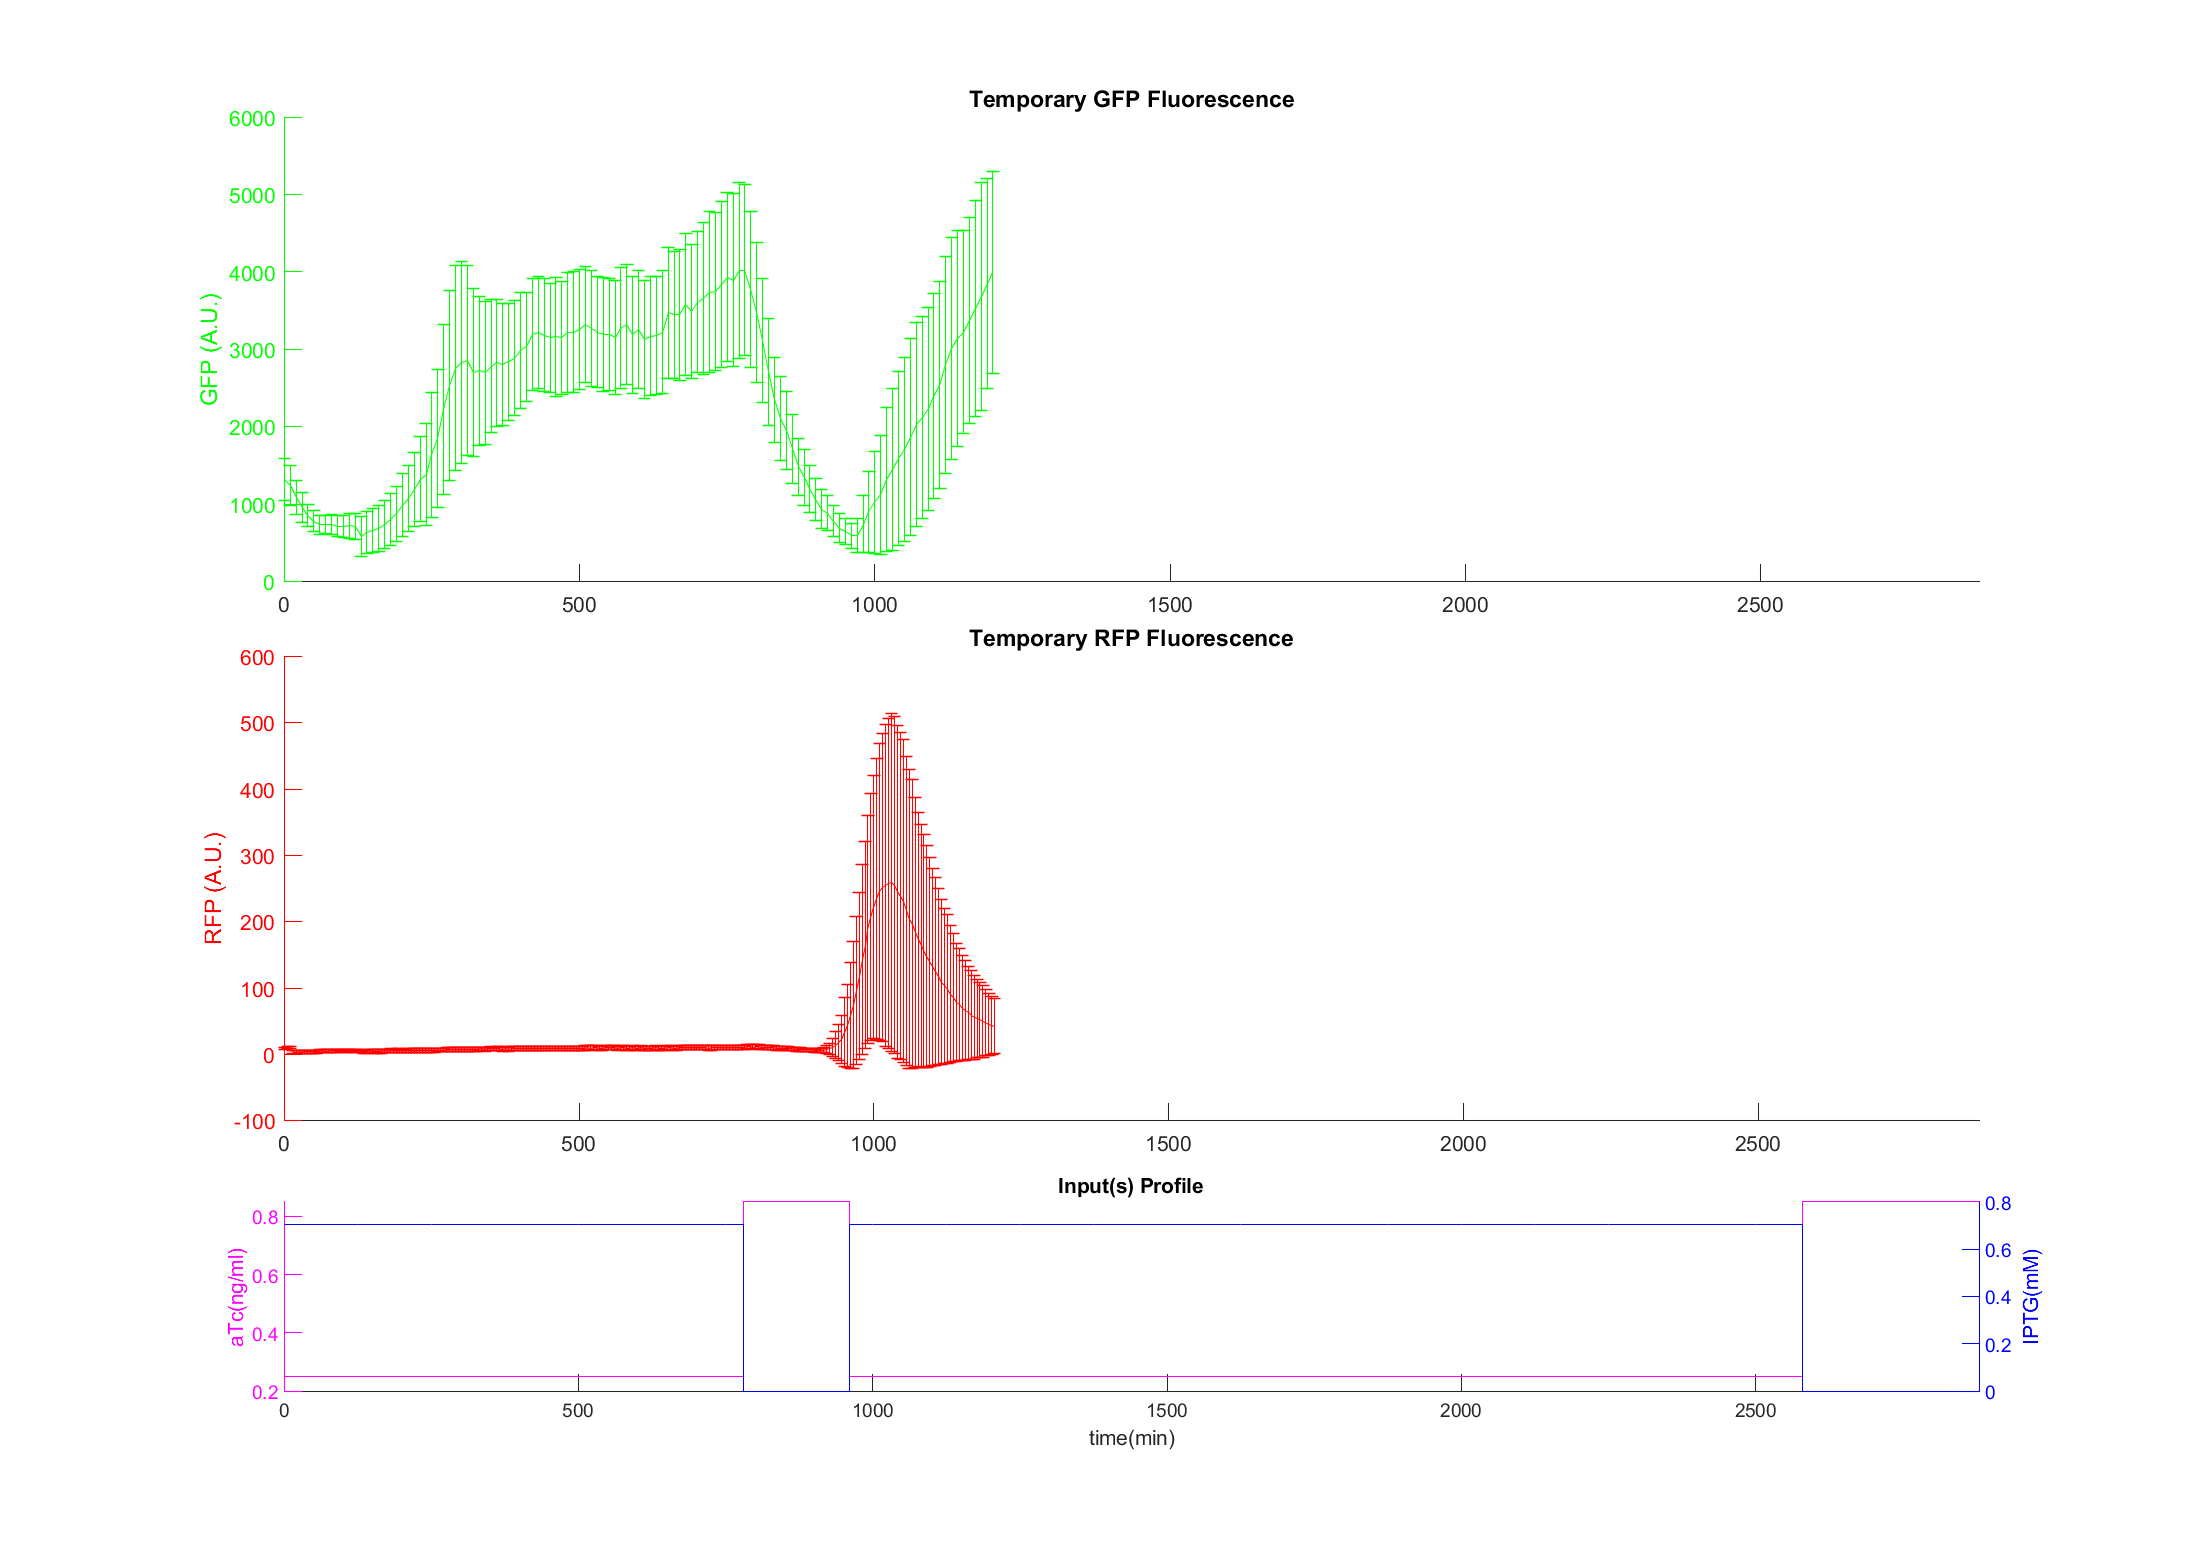 Temporary GFP Fluorescence
6000
5000
4000
3000
2000
1000
0
GFP (A.U.)
0 500 1000 1500 2000 2500
Temporary RFP Fluorescence
600
500
400
300
200
100
0
-100
RFP (A.U.)
0 500 1000 1500 2000 2500
Input(s) Profile
0.8
0.6
0.4
0.2
aTc(ng/ml)
0.8
0.6
0.4
0.2
0
IPTG(mM)
0 500 1000 1500 2000 2500
time(min)